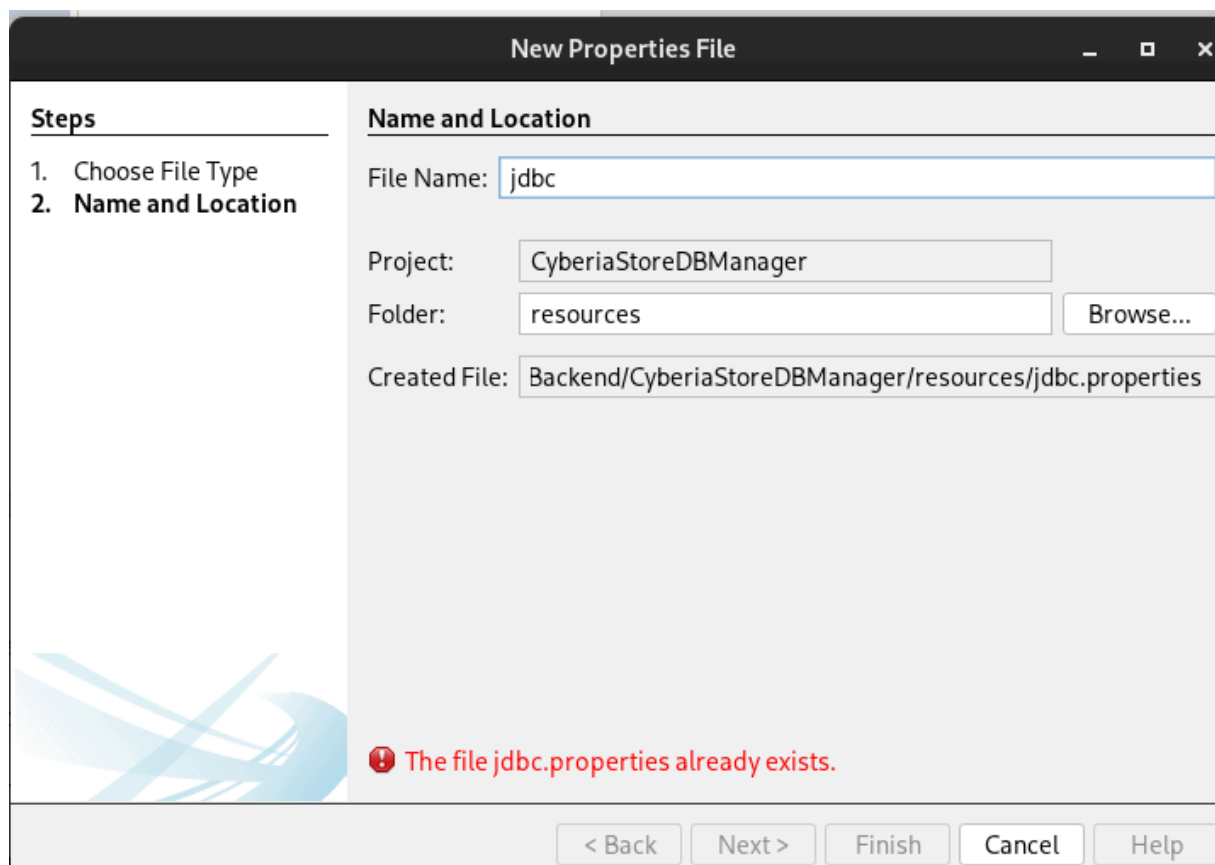 New Properties File
Steps
1. Choose File Type
2. Name and Location
Name and Location
File Name: jdbc
Project: CyberiaStoreDBManager
Folder: resources Browse...
Created File: Backend/CyberiaStoreDBManager/resources/jdbc.properties
The file jdbc.properties already exists.
< Back Next > Finish Cancel Help